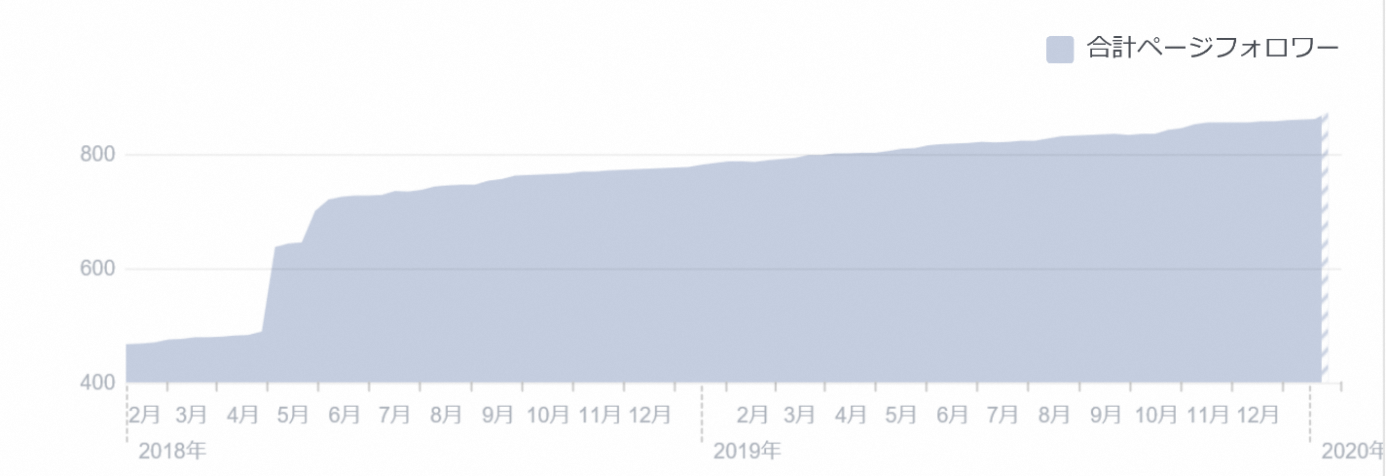 合計ページフォロワー
800
600
400
2月 3月 4月 5月 6月 7月 8月 9月 10月 11月 12月 2月 3月 4月 5月 6月 7月 8月 9月 10月 11月 12月
2018年 2019年 2020年